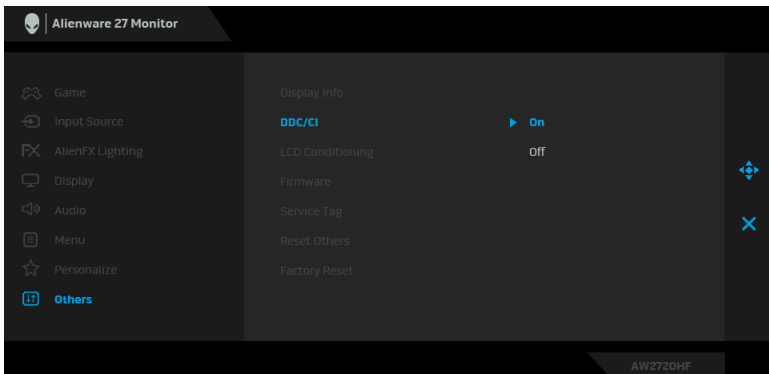 Alienware 27 Monitor
Game
Input Source
AlienFX Lighting
Display
Audio
Menu
Personalize
Others
Display Info
DDC/CI On
LCD Conditioning Off
Firmware
Service Tag
Reset Others
Factory Reset
AW2720HF